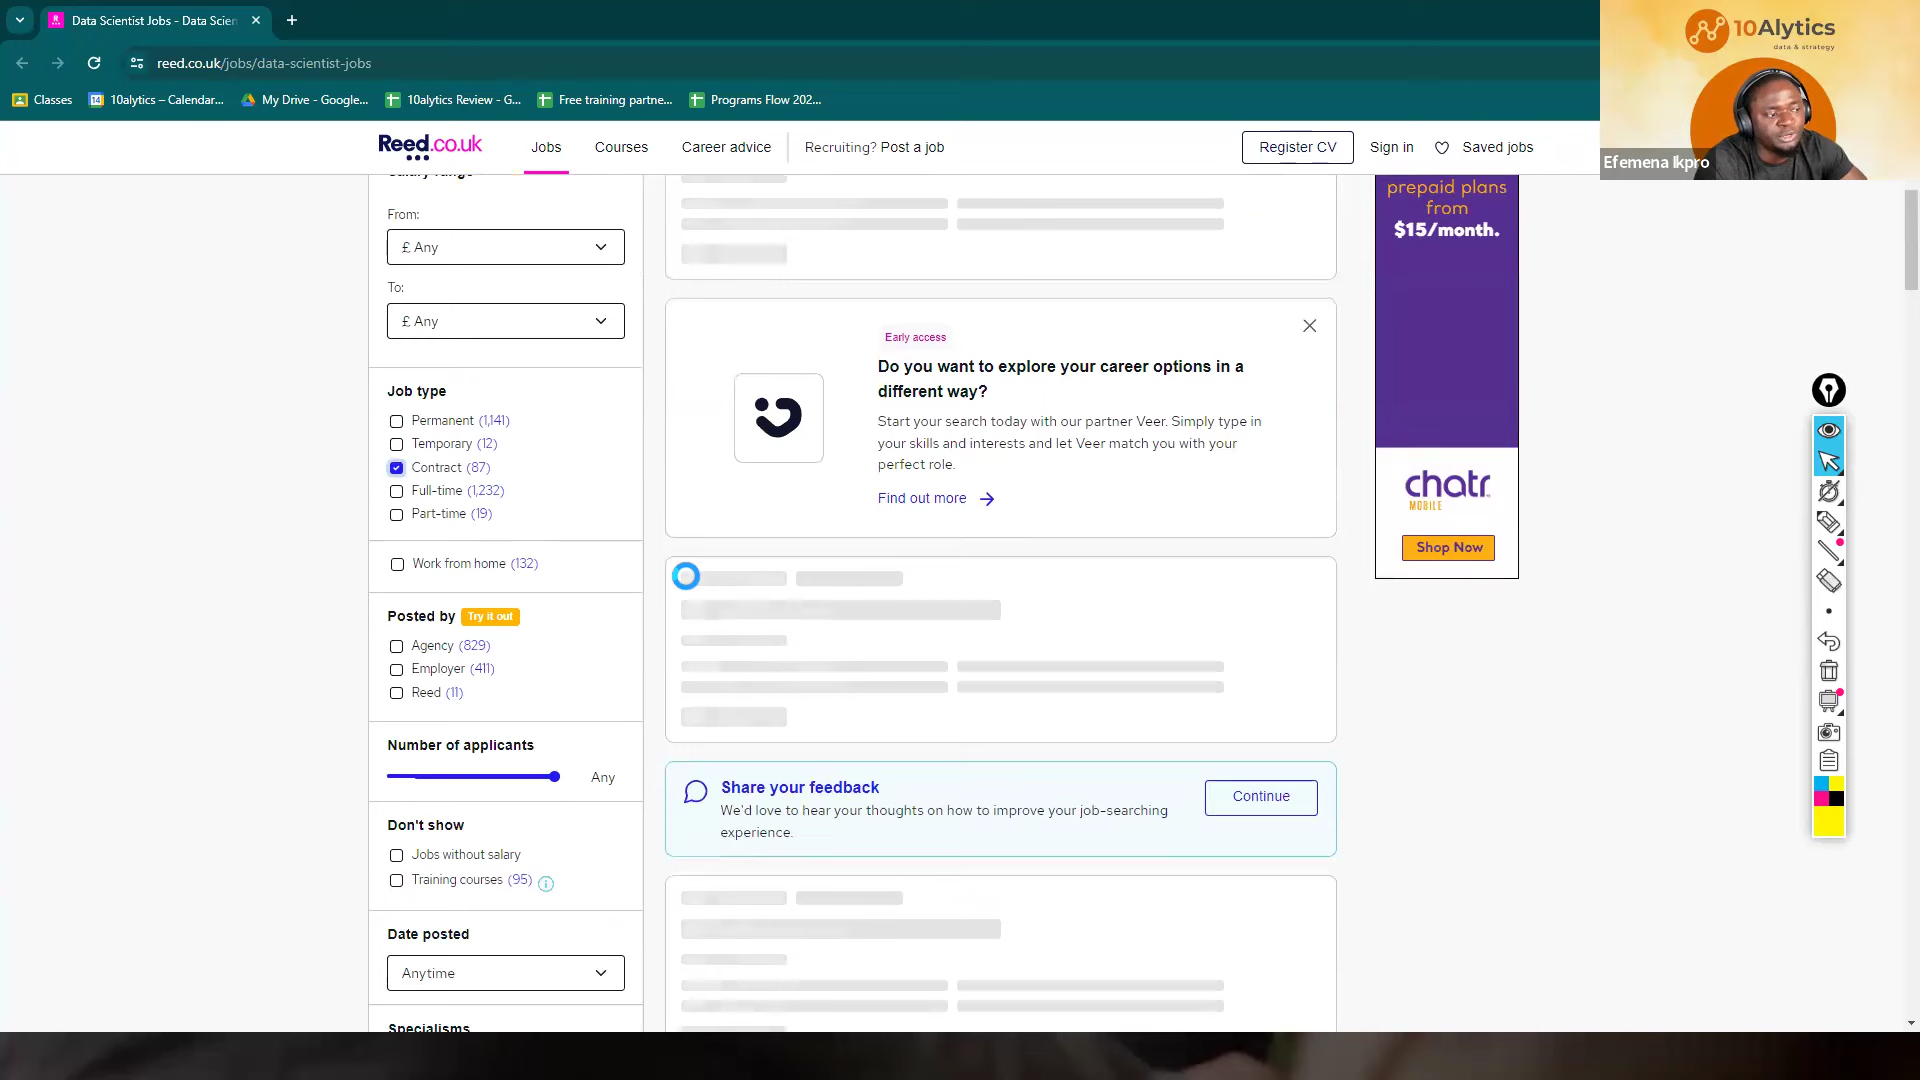 Data Scientist Jobs - Data Scien
reed.co.uk/jobs/data-scientist-jobs
Classes
10alytics – Calendar...
My Drive - Google...
10alytics Review - G...
Free training partne...
Programs Flow 202...
10Alytics
data & strategy
Efemena Ikpro
Reed.co.uk
Jobs
Courses
Career advice
Recruiting? Post a job
Register CV
Sign in
Saved jobs
Salary range
From:
£ Any
To:
£ Any
Job type
Permanent (1,141)
Temporary (12)
Contract (87)
Full-time (1,232)
Part-time (19)
Work from home (132)
Posted by Try it out
Agency (829)
Employer (411)
Reed (11)
Number of applicants
Any
Don't show
Jobs without salary
Training courses (95)
Date posted
Anytime
Specialisms
Early access
Do you want to explore your career options in a
different way?
Start your search today with our partner Veer. Simply type in
your skills and interests and let Veer match you with your
perfect role.
Find out more
Share your feedback
We'd love to hear your thoughts on how to improve your job-searching
experience.
Continue
prepaid plans
from
$15/month.
chatr
MOBILE
Shop Now